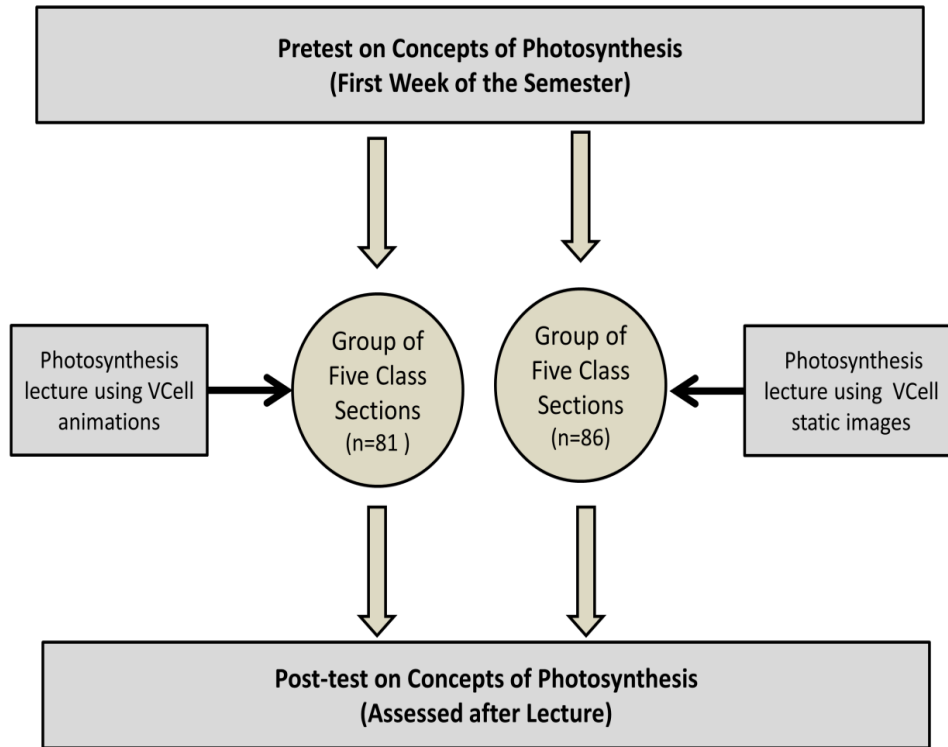 Pretest on Concepts of Photosynthesis
(First Week of the Semester)
Photosynthesis
lecture using VCell
animations
Group of
Five Class
Sections
(n=81 )
Group of
Five Class
Sections
(n=86)
Photosynthesis
lecture using VCell
static images
Post-test on Concepts of Photosynthesis
(Assessed after Lecture)